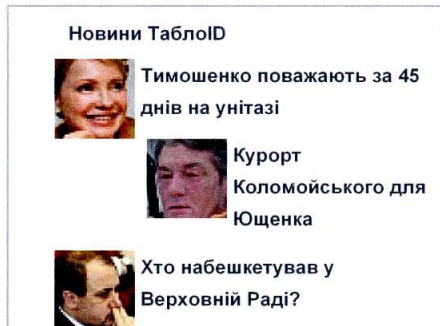 Новини ТаблоID
Тимошенко поважають за 45
днів на унітазі
Курорт
Коломойського для
Ющенка
Хто набешкетував у
Верховній Раді?